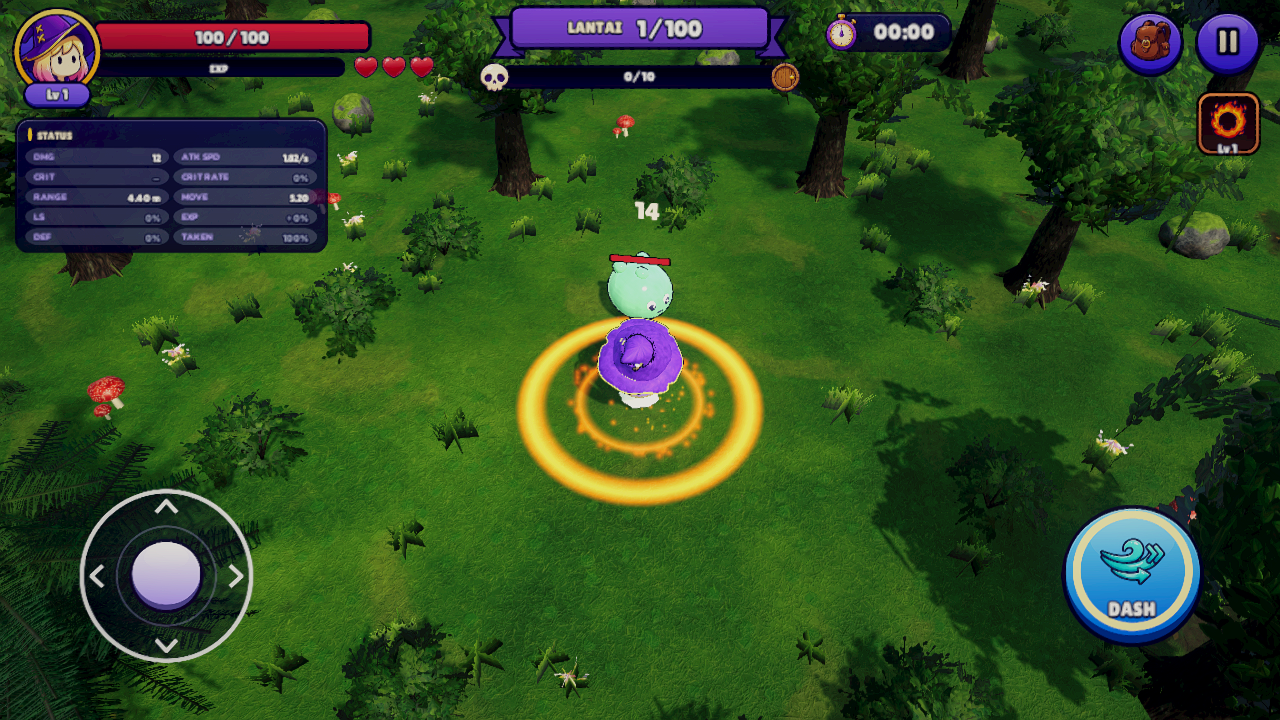 100/100
EXP
Lv 1
LANTAI 1/100
0/10
00:00
Lv 1
STATUS
DMG 12 ATK SPD 1.82/s
CRIT – CRIT RATE 0%
RANGE 4.40 m MOVE 5.20
LS 0% EXP +0%
DEF 0% TAKEN 100%
14
DASH